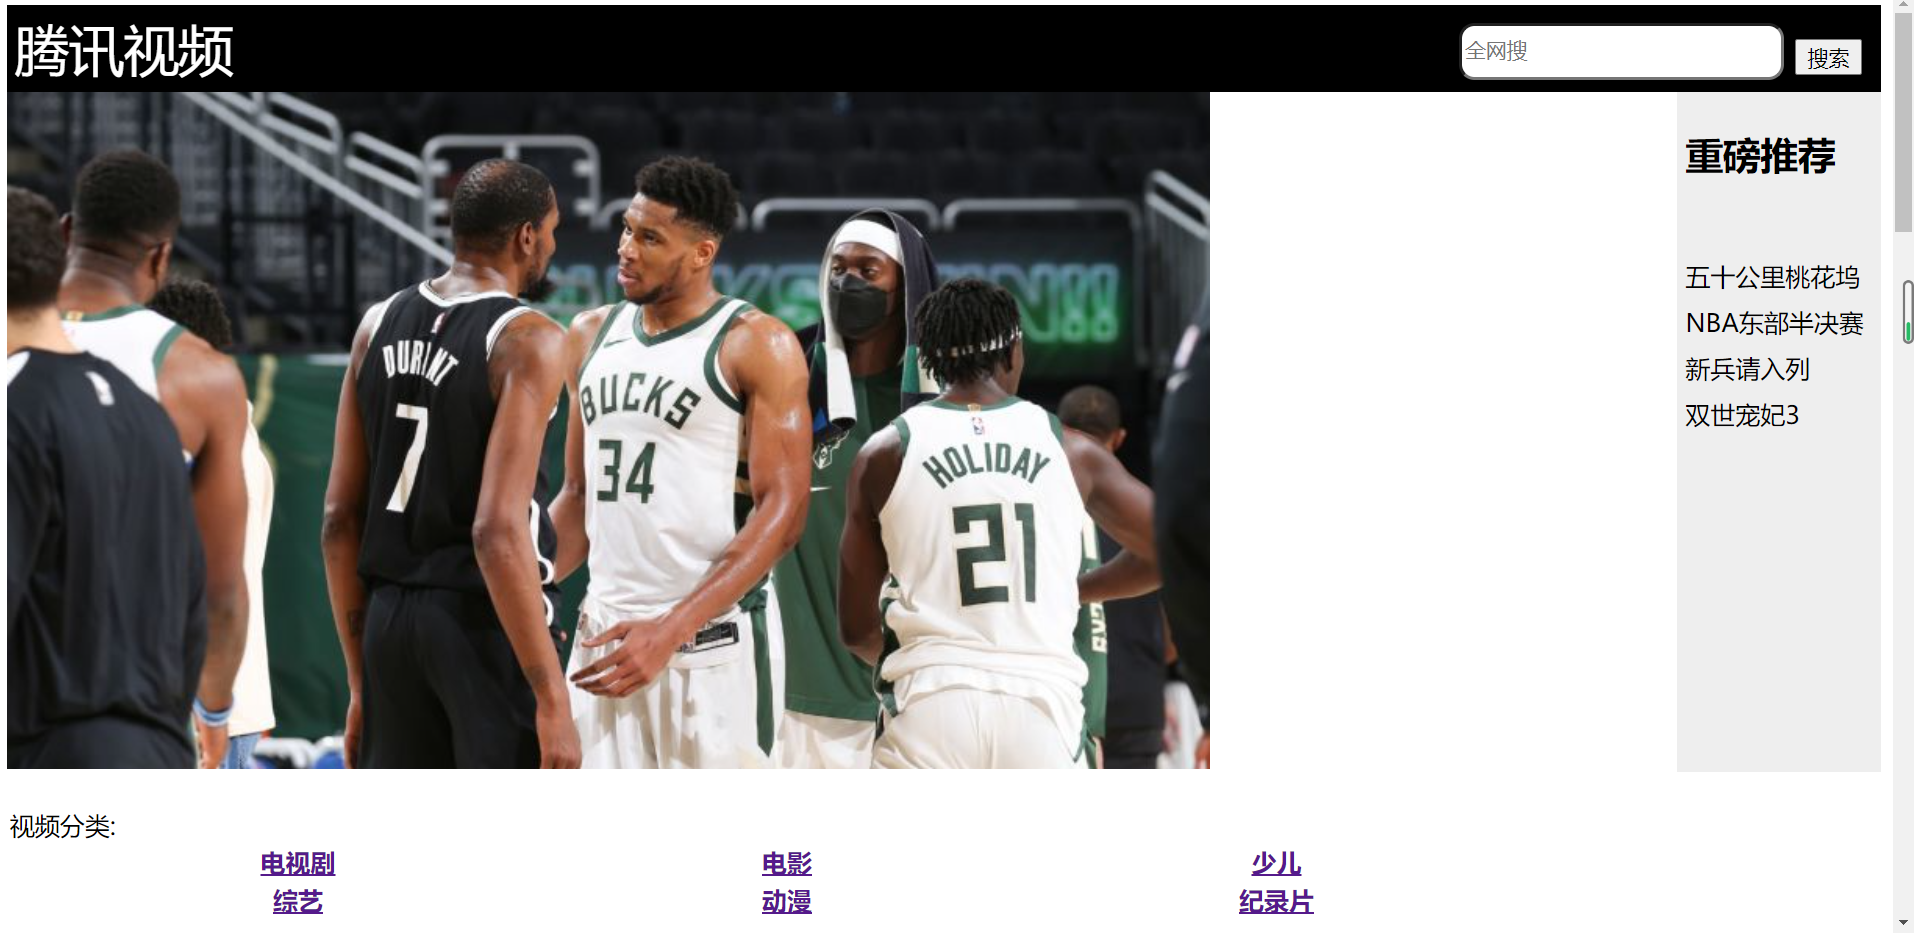 腾讯视频
全网搜
搜索
重磅推荐
五十公里桃花坞
NBA东部半决赛
新兵请入列
双世宠妃3
DURANT
7
BUCKS
34
HOLIDAY
21
视频分类:
电视剧 电影 少儿
综艺 动漫 纪录片